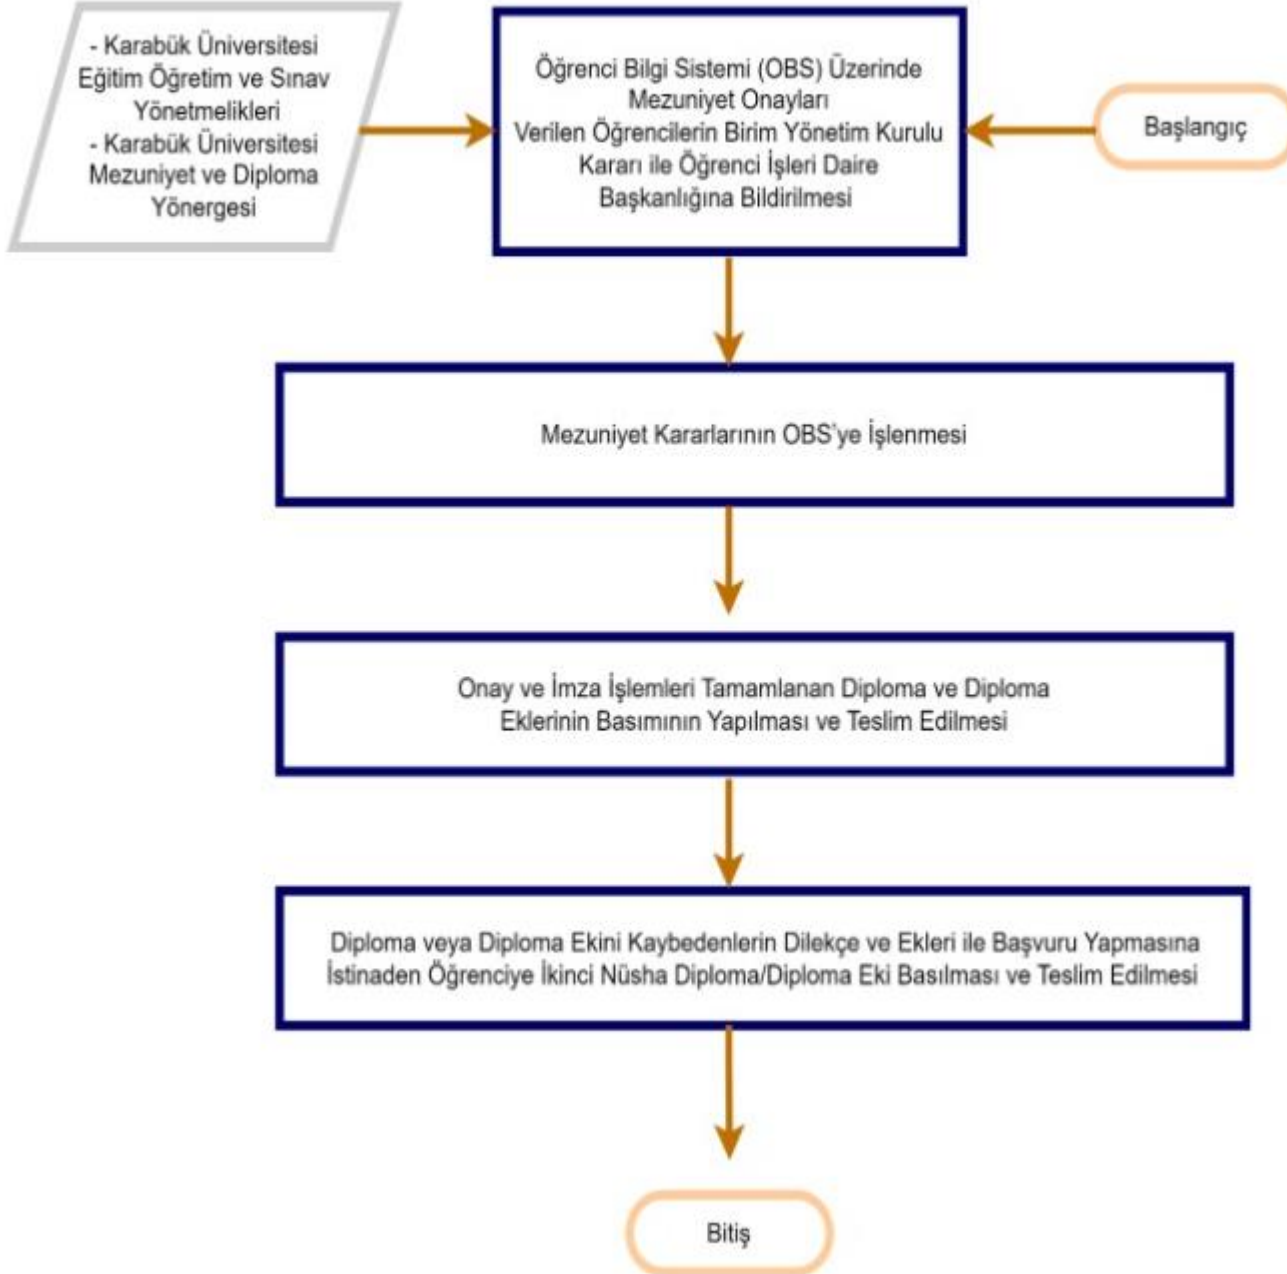 - Karabük Üniversitesi
Eğitim Öğretim ve Sınav
Yönetmelikleri
- Karabük Üniversitesi
Mezuniyet ve Diploma
Yönergesi
Öğrenci Bilgi Sistemi (OBS) Üzerinde
Mezuniyet Onayları
Verilen Öğrencilerin Birim Yönetim Kurulu
Kararı ile Öğrenci İşleri Daire
Başkanlığına Bildirilmesi
Başlangıç
Mezuniyet Kararlarının OBS'ye İşlenmesi
Onay ve İmza İşlemleri Tamamlanan Diploma ve Diploma
Eklerinin Basımının Yapılması ve Teslim Edilmesi
Diploma veya Diploma Ekini Kaybedenlerin Dilekçe ve Ekleri ile Başvuru Yapmasına
İstinaden Öğrenciye İkinci Nüsha Diploma/Diploma Eki Basılması ve Teslim Edilmesi
Bitiş